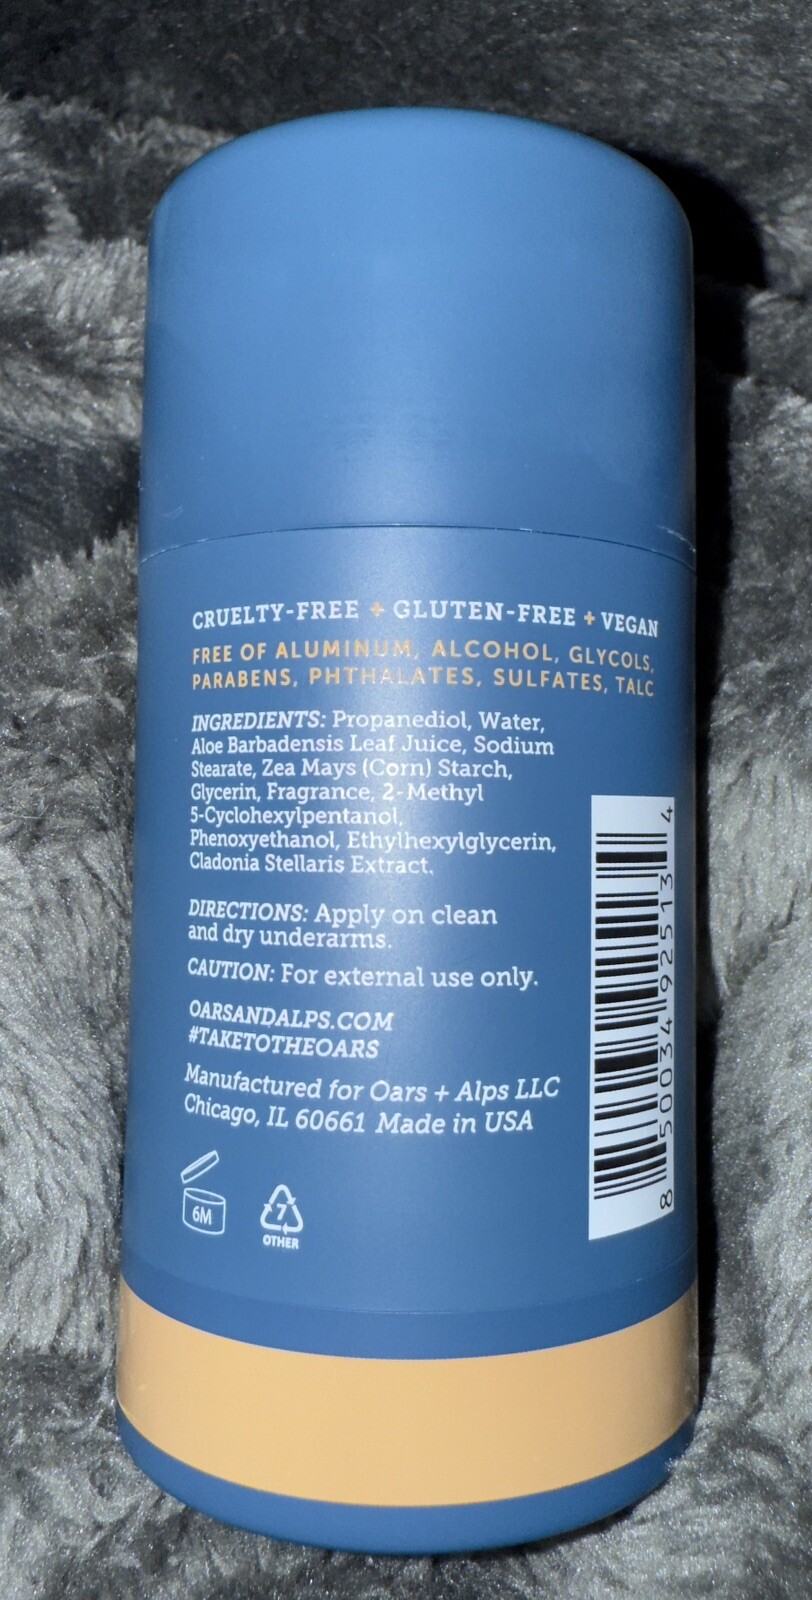 CRUELTY-FREE + GLUTEN-FREE + VEGAN
FREE OF ALUMINUM, ALCOHOL, GLYCOLS,
PARABENS, PHTHALATES, SULFATES, TALC
INGREDIENTS: Propanediol, Water,
Aloe Barbadensis Leaf Juice, Sodium
Stearate, Zea Mays (Corn) Starch,
Glycerin, Fragrance, 2-Methyl
5-Cyclohexylpentanol,
Phenoxyethanol, Ethylhexylglycerin,
Cladonia Stellaris Extract.
DIRECTIONS: Apply on clean
and dry underarms.
CAUTION: For external use only.
OARSANDALPS.COM
#TAKETOTHEOARS
Manufactured for Oars + Alps LLC
Chicago, IL 60661 Made in USA
6M
7
OTHER
8 50034 92513 4